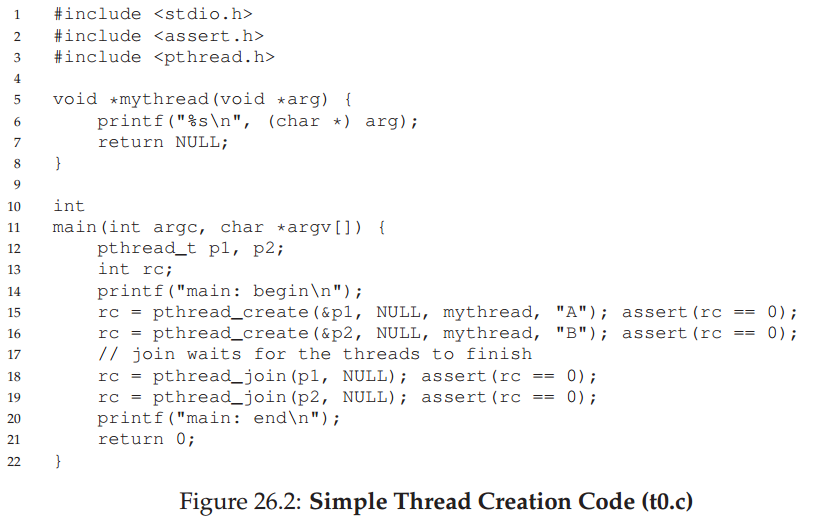 1 #include <stdio.h>
2 #include <assert.h>
3 #include <pthread.h>
4
5 void *mythread(void *arg) {
6     printf("%s\n", (char *) arg);
7     return NULL;
8 }
9
10 int
11 main(int argc, char *argv[]) {
12     pthread_t p1, p2;
13     int rc;
14     printf("main: begin\n");
15     rc = pthread_create(&p1, NULL, mythread, "A"); assert(rc == 0);
16     rc = pthread_create(&p2, NULL, mythread, "B"); assert(rc == 0);
17     // join waits for the threads to finish
18     rc = pthread_join(p1, NULL); assert(rc == 0);
19     rc = pthread_join(p2, NULL); assert(rc == 0);
20     printf("main: end\n");
21     return 0;
22 }
Figure 26.2: Simple Thread Creation Code (t0.c)